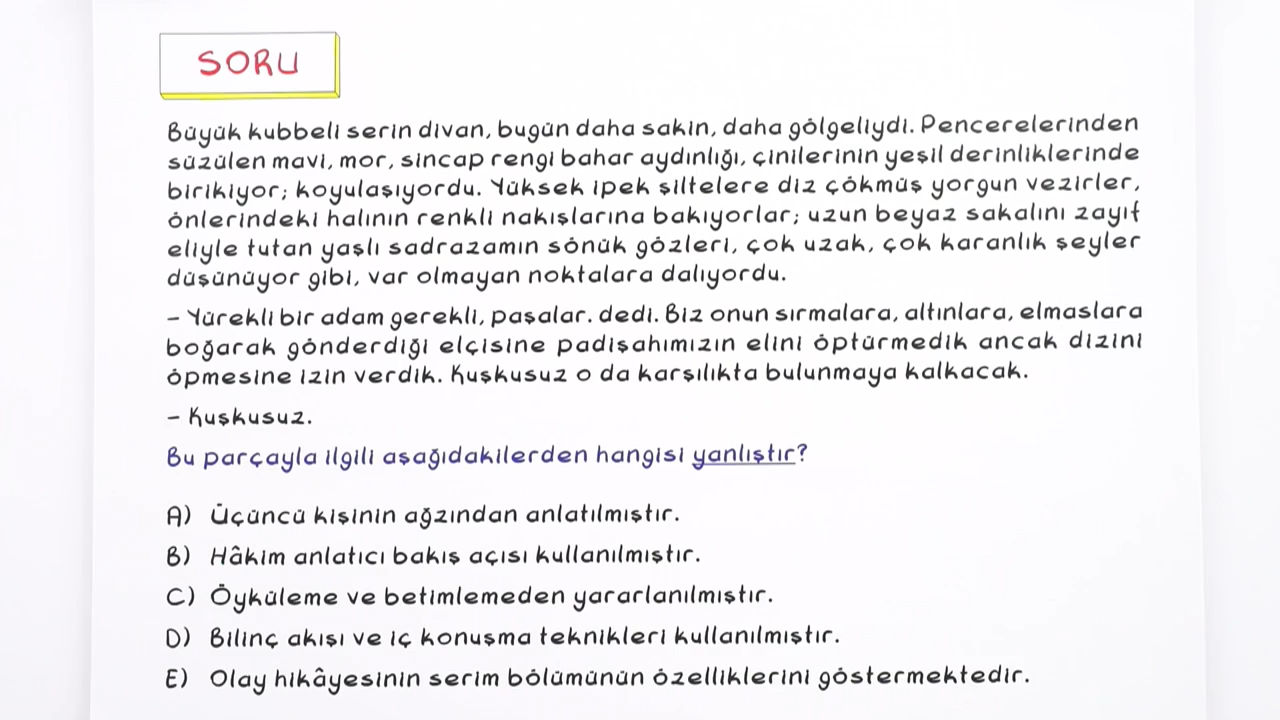 SORU
Büyük kubbeli serin divan, bugün daha sakin, daha gölgeliydi. Pencerelerinden
süzülen mavi, mor, sincap rengi bahar aydınlığı, çinilerinin yeşil derinliklerinde
birikiyor; koyulaşıyordu. Yüksek ipek şiltelere diz çökmüş yorgun vezirler,
önlerindeki halının renkli nakışlarına bakıyorlar; uzun beyaz sakalını zayıf
eliyle tutan yaşlı sadrazamın sönük gözleri, çok uzak, çok karanlık şeyler
düşünüyor gibi, var olmayan noktalara dalıyordu.
- Yürekli bir adam gerekli, paşalar. dedi. Biz onun sırmalara, altınlara, elmaslara
boğarak gönderdiği elçisine padişahımızın elini öptürmedik ancak dizini
öpmesine izin verdik. Kuşkusuz o da karşılıkta bulunmaya kalkacak.
- Kuşkusuz.
Bu parçayla ilgili aşağıdakilerden hangisi yanlıştır?
A) Üçüncü kişinin ağzından anlatılmıştır.
B) Hâkim anlatıcı bakış açısı kullanılmıştır.
C) Öyküleme ve betimlemeden yararlanılmıştır.
D) Bilinç akışı ve iç konuşma teknikleri kullanılmıştır.
E) Olay hikâyesinin serim bölümünün özelliklerini göstermektedir.